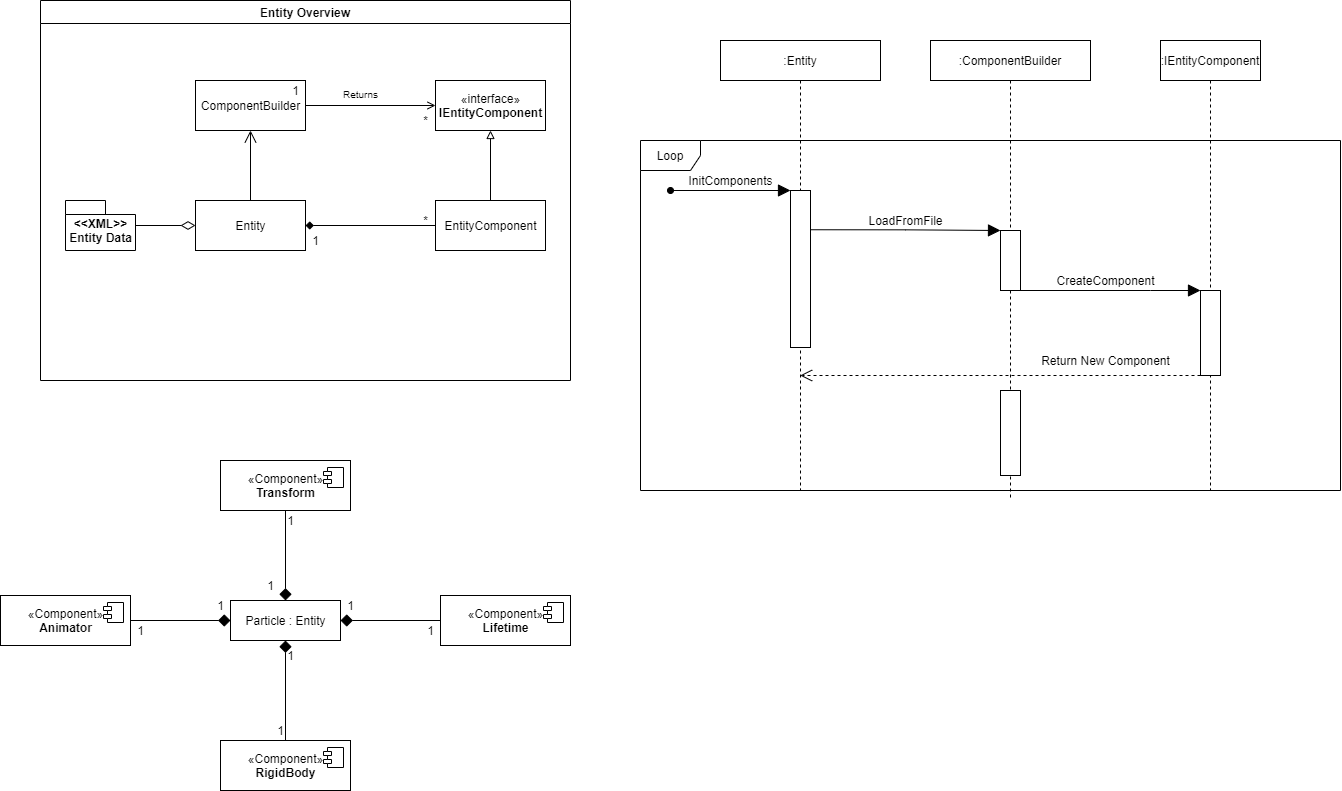 Entity Overview
1
ComponentBuilder
Returns
*
«interface»
IEntityComponent
<<XML>>
Entity Data
Entity
1
*
EntityComponent
:Entity
:ComponentBuilder
:IEntityComponent
Loop
InitComponents
LoadFromFile
CreateComponent
Return New Component
«Component»
Transform
1
1
«Component»
Animator
1
1
Particle : Entity
1
1
«Component»
Lifetime
1
1
«Component»
RigidBody